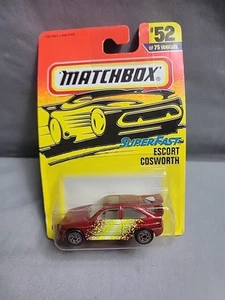 MATCHBOX
#52
OF 75 VEHICLES
SUPERFAST
ESCORT
COSWORTH